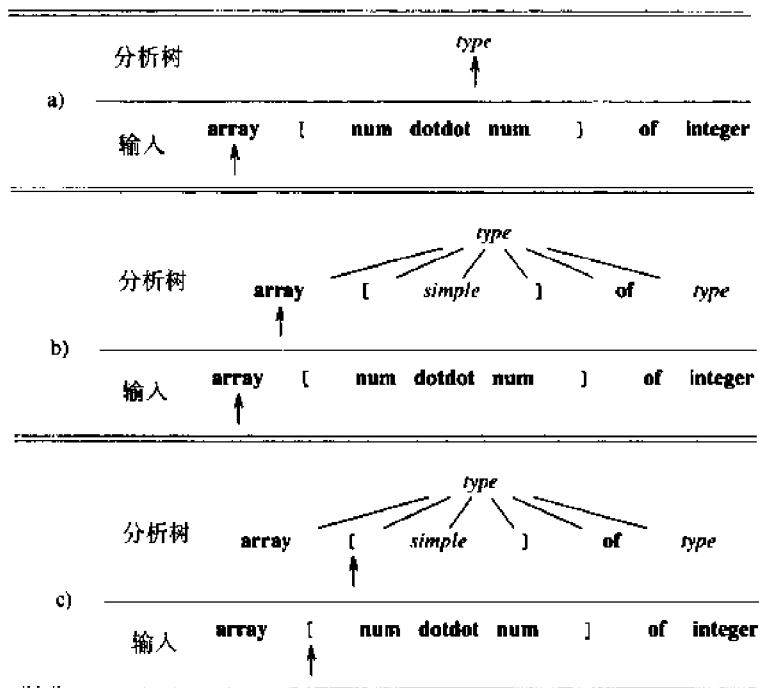 type
分析树
a)
输入 array [ num dotdot num ] of integer
type
分析树 array [ simple ] of type
b)
输入 array [ num dotdot num ] of integer
type
分析树 array [ simple ] of type
c)
输入 array [ num dotdot num ] of integer